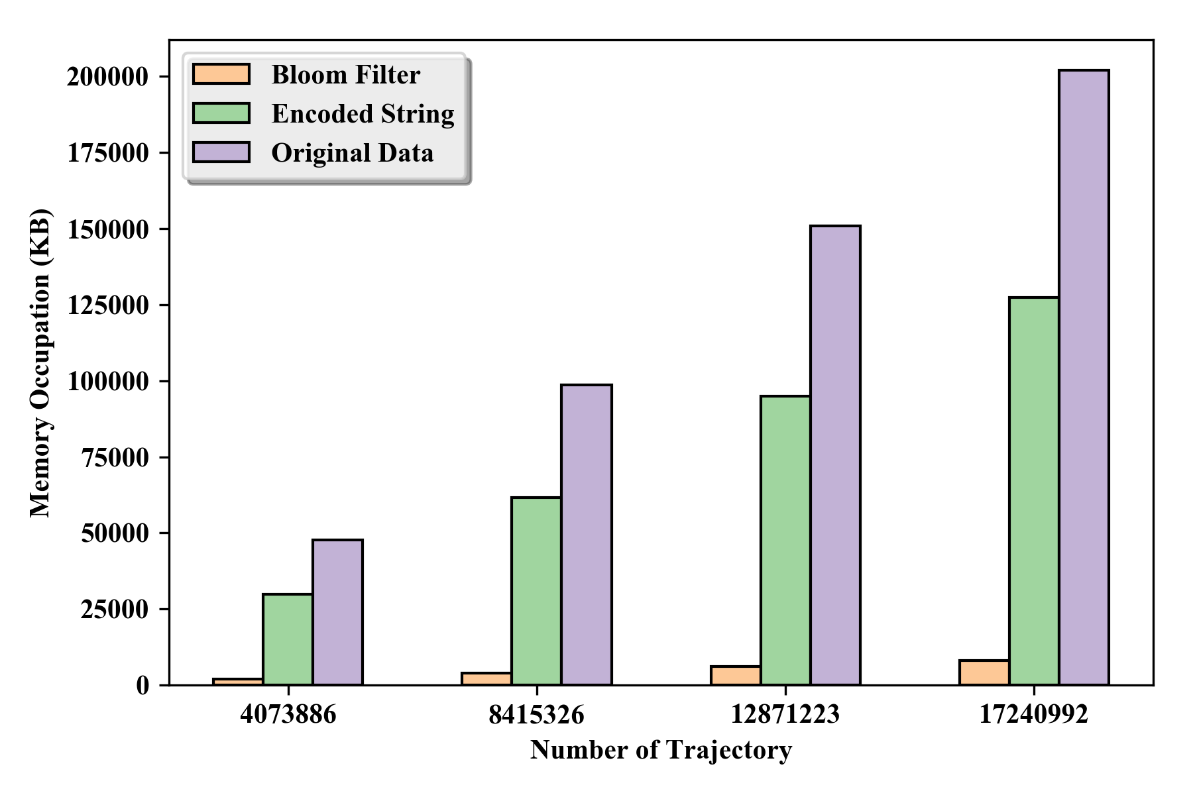 Bloom Filter
Encoded String
Original Data
Memory Occupation (KB)
200000
175000
150000
125000
100000
75000
50000
25000
0
4073886 8415326 12871223 17240992
Number of Trajectory